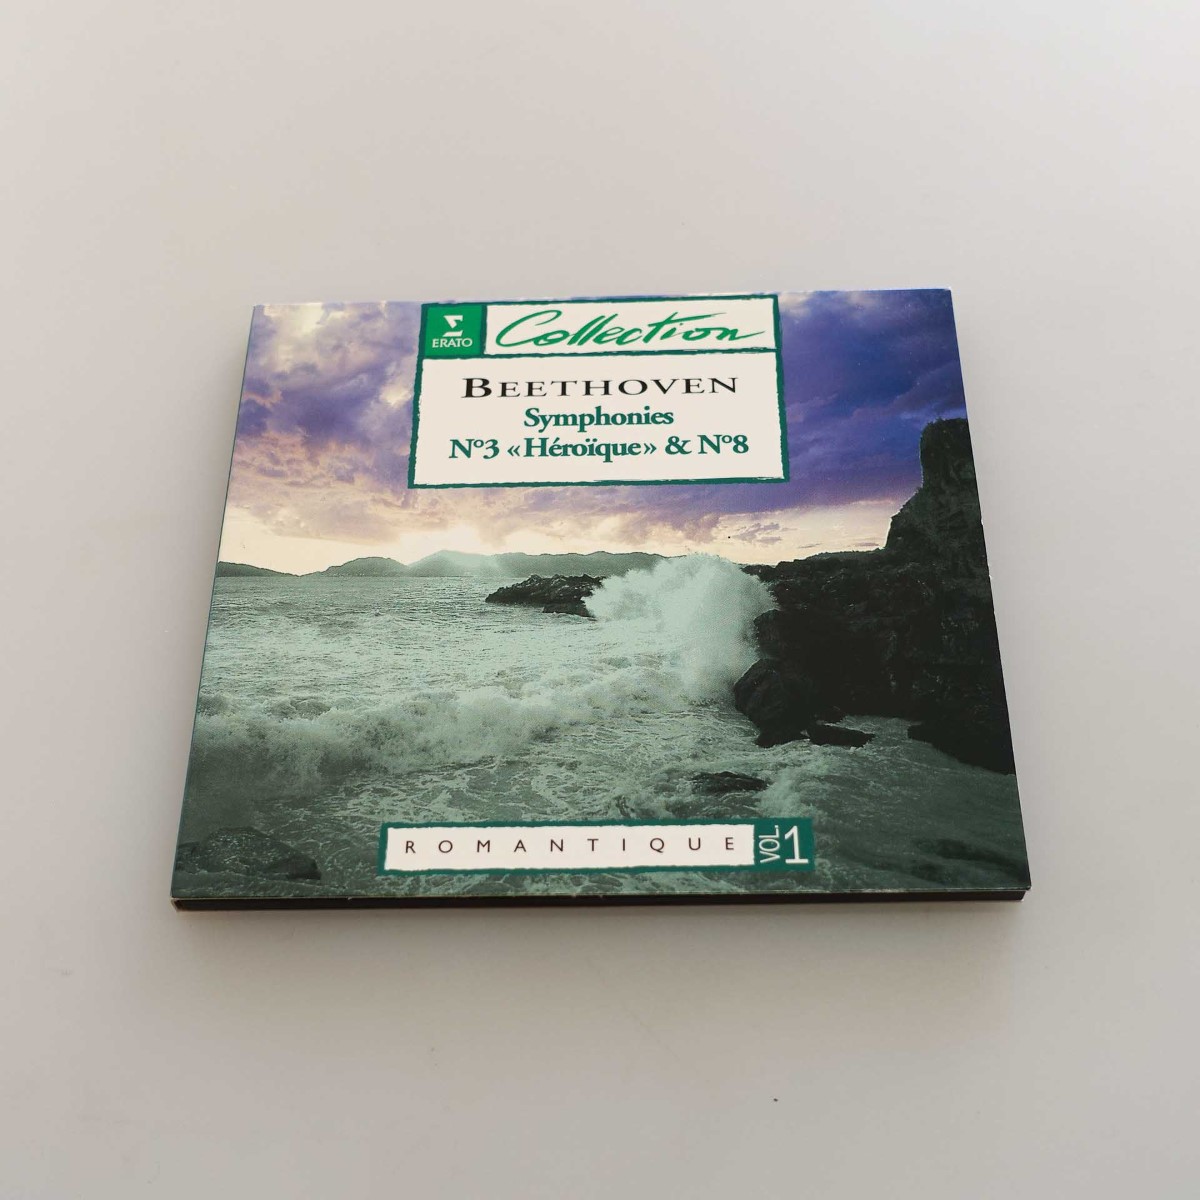 Σ
ERATO
Collection
BEETHOVEN
Symphonies
N°3 «Héroïque» & N°8
ROMANTIQUE
VOL. 1